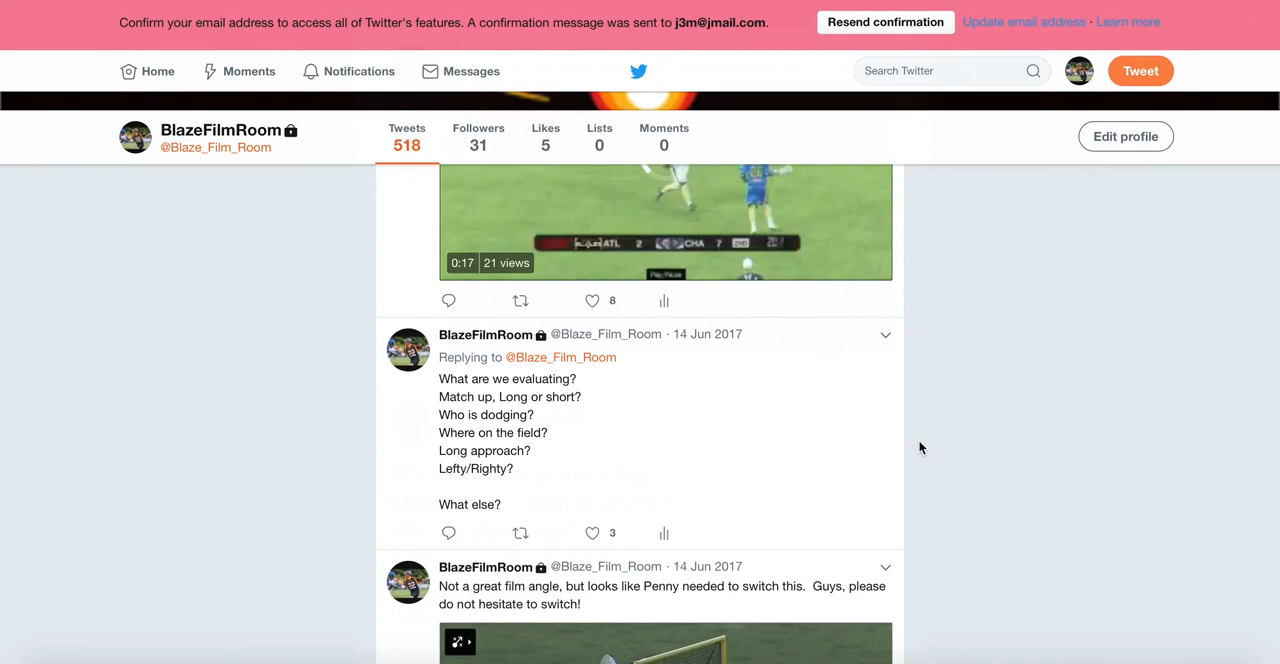 Confirm your email address to access all of Twitter's features. A confirmation message was sent to j3m@jmail.com. Resend confirmation Update email address · Learn more
Home Moments Notifications Messages Search Twitter Tweet
BlazeFilmRoom
@Blaze_Film_Room
Tweets Followers Likes Lists Moments
518 31 5 0 0
Edit profile
ATL 2 CHA 7 2ND
0:17 21 views
Play/Pause
8
BlazeFilmRoom @Blaze_Film_Room · 14 Jun 2017
Replying to @Blaze_Film_Room
What are we evaluating?
Match up, Long or short?
Who is dodging?
Where on the field?
Long approach?
Lefty/Righty?
What else?
3
BlazeFilmRoom @Blaze_Film_Room · 14 Jun 2017
Not a great film angle, but looks like Penny needed to switch this. Guys, please
do not hesitate to switch!